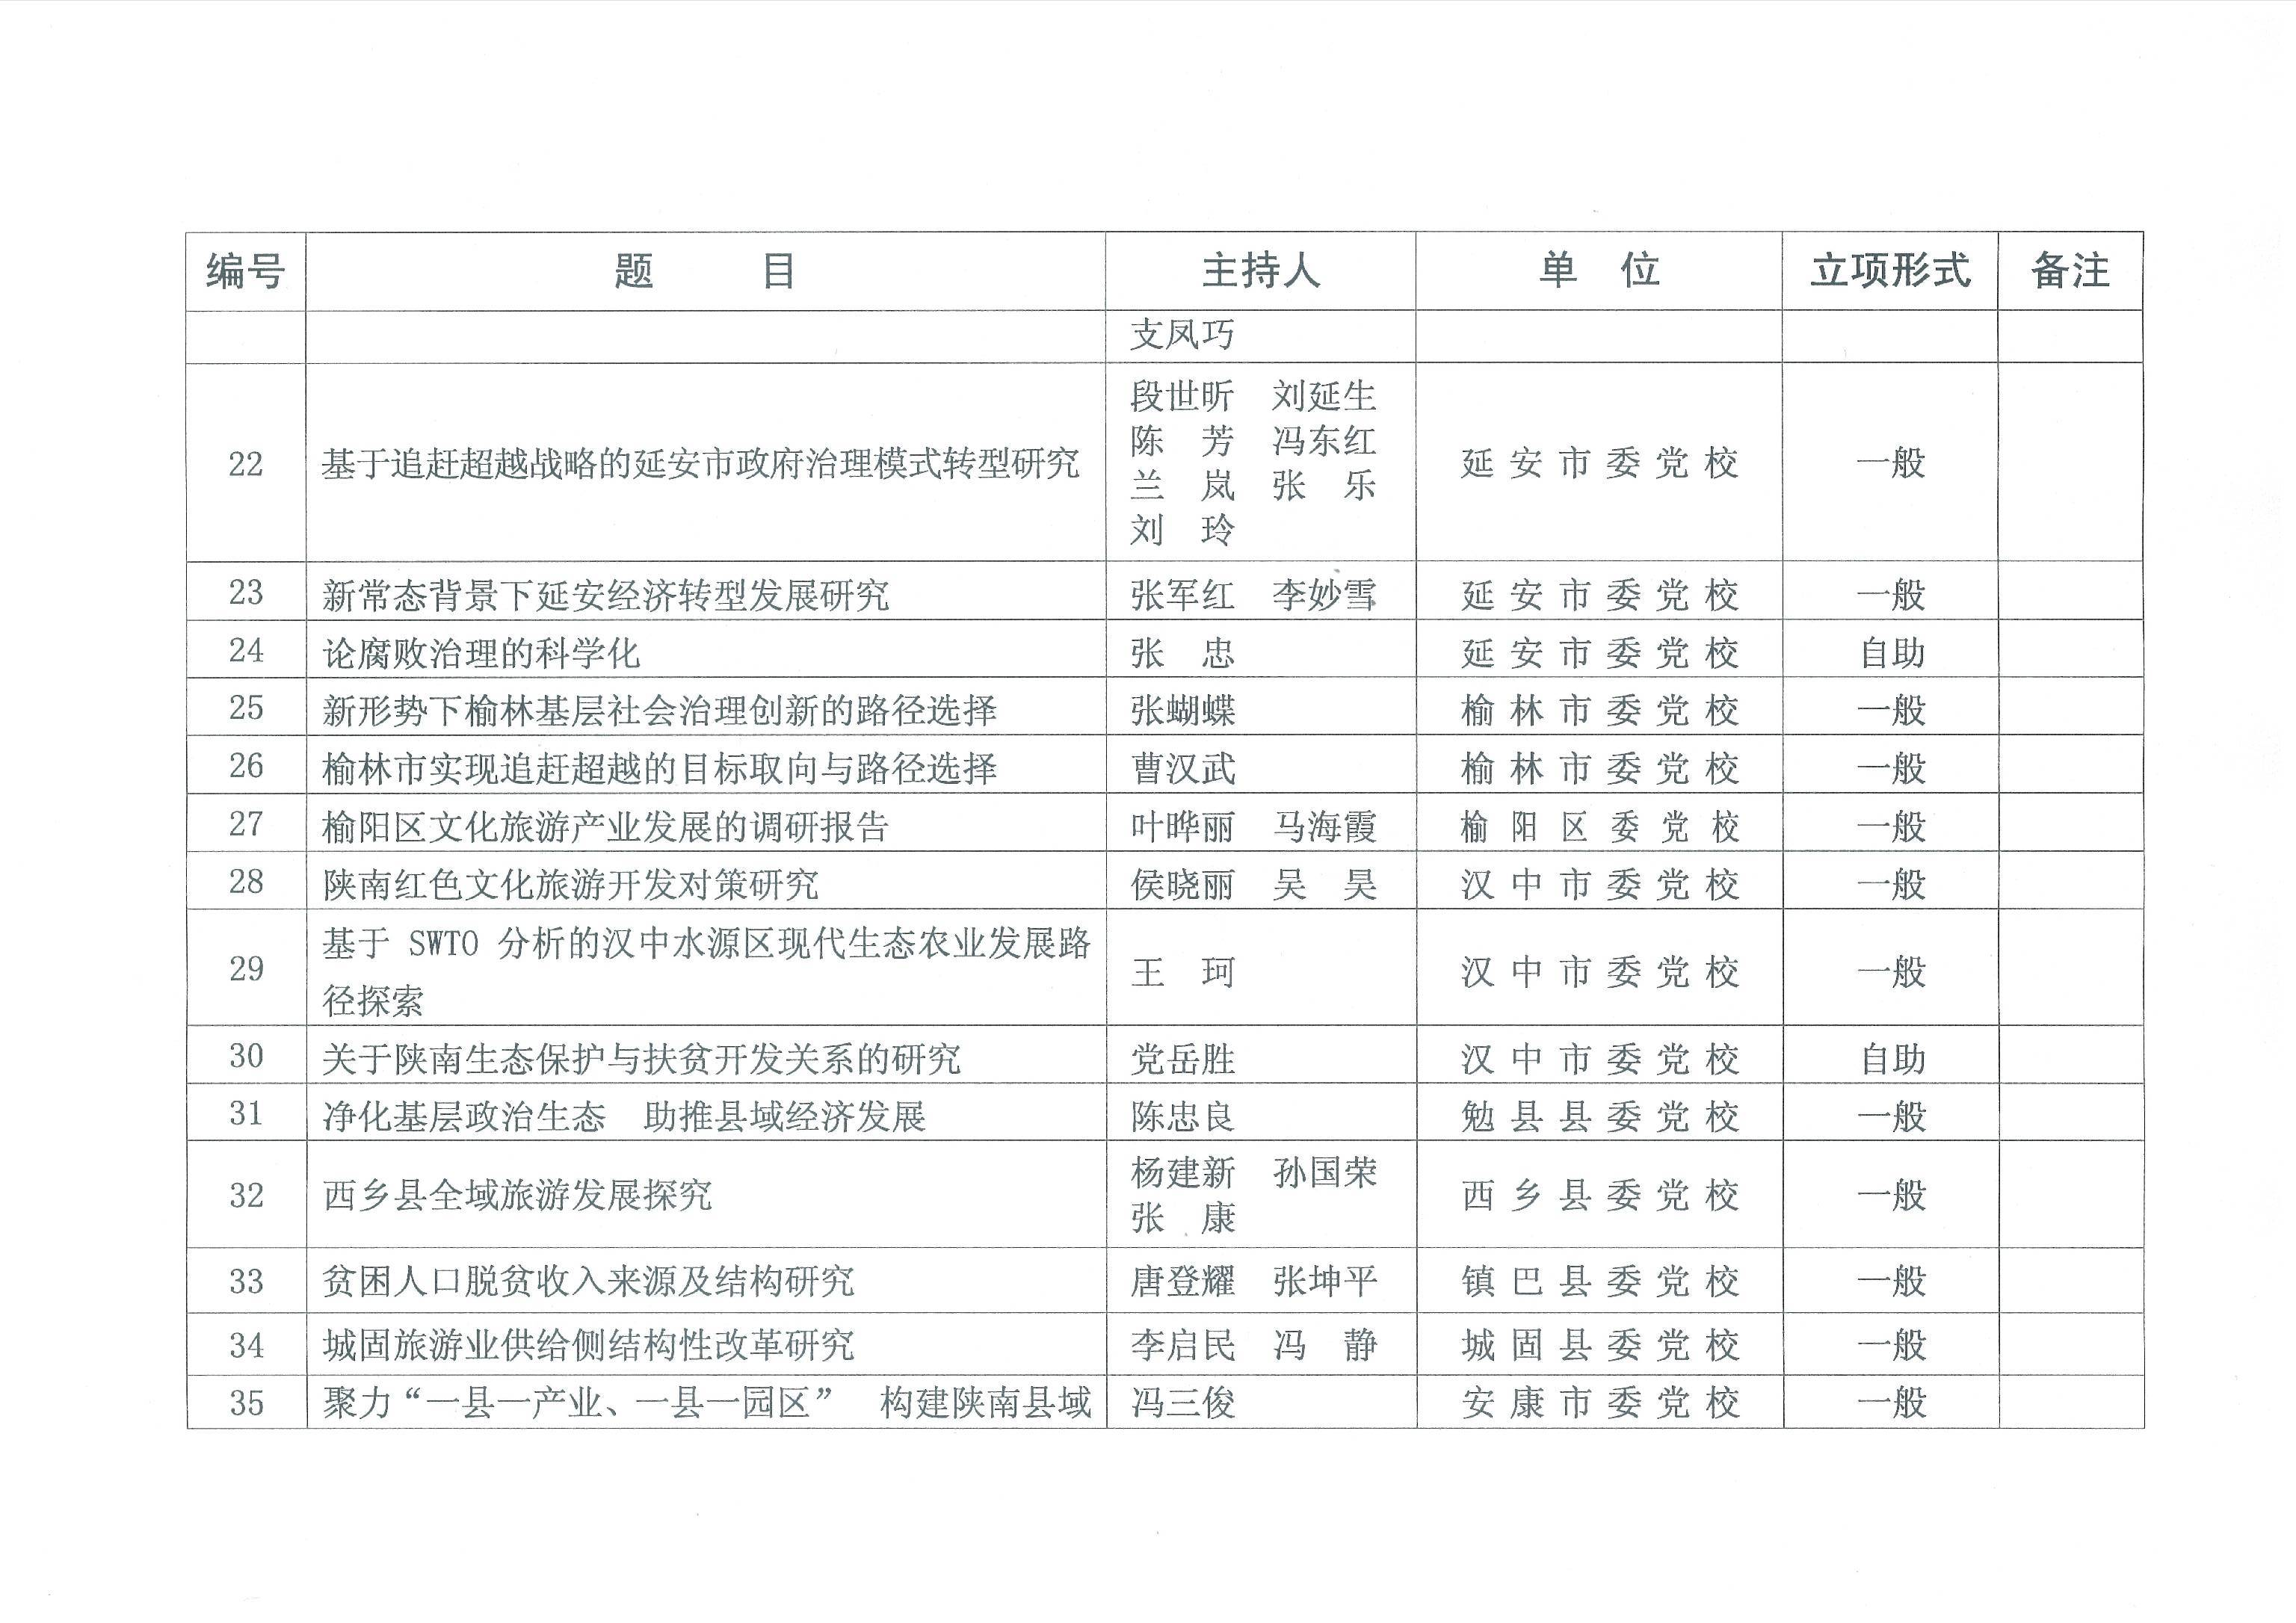 编号 题 目 主持人 单 位 立项形式 备注
支凤巧
22 基于追赶超越战略的延安市政府治理模式转型研究 段世昕 刘延生 延安市委党校 一般
陈 芳 冯东红
兰 岚 张 乐
刘 玲
23 新常态背景下延安经济转型发展研究 张军红 李妙雪 延安市委党校 一般
24 论腐败治理的科学化 张 忠 延安市委党校 自助
25 新形势下榆林基层社会治理创新的路径选择 张蝴蝶 榆林市委党校 一般
26 榆林市实现追赶超越的目标取向与路径选择 曹汉武 榆林市委党校 一般
27 榆阳区文化旅游产业发展的调研报告 叶晔丽 马海霞 榆阳区委党校 一般
28 陕南红色文化旅游开发对策研究 侯晓丽 吴 昊 汉中市委党校 一般
29 基于 SWTO 分析的汉中水源区现代生态农业发展路 王 珂 汉中市委党校 一般
径探索
30 关于陕南生态保护与扶贫开发关系的研究 党岳胜 汉中市委党校 自助
31 净化基层政治生态 助推县域经济发展 陈忠良 勉县县委党校 一般
32 西乡县全域旅游发展探究 杨建新 孙国荣 西乡县委党校 一般
张 康
33 贫困人口脱贫收入来源及结构研究 唐登耀 张坤平 镇巴县委党校 一般
34 城固旅游业供给侧结构性改革研究 李启民 冯 静 城固县委党校 一般
35 聚力“一县一产业、一县一园区” 构建陕南县域 冯三俊 安康市委党校 一般